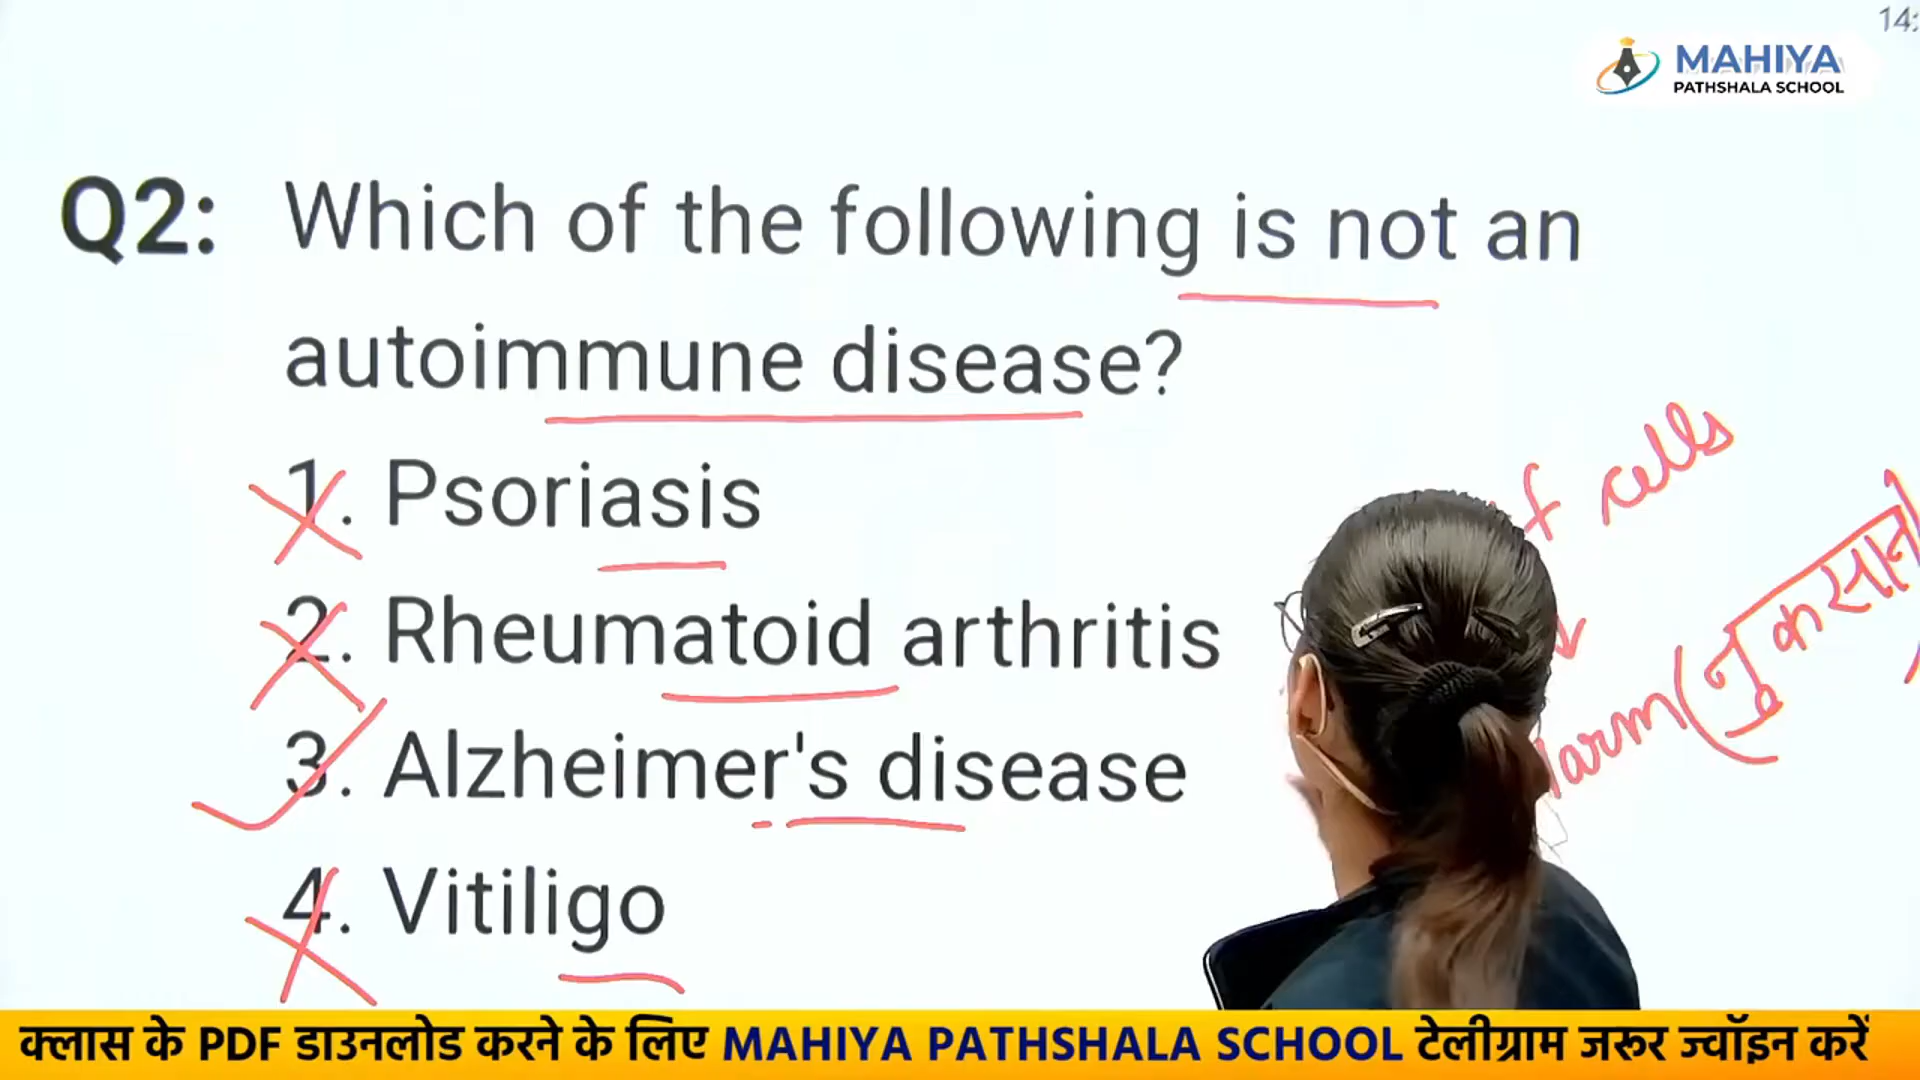 14:
MAHIYA
PATHSHALA SCHOOL
Q2: Which of the following is not an
autoimmune disease?
1. Psoriasis
2. Rheumatoid arthritis
3. Alzheimer's disease
4. Vitiligo
cells
(नुकसान)
क्लास के PDF डाउनलोड करने के लिए MAHIYA PATHSHALA SCHOOL टेलीग्राम जरूर ज्वॉइन करें